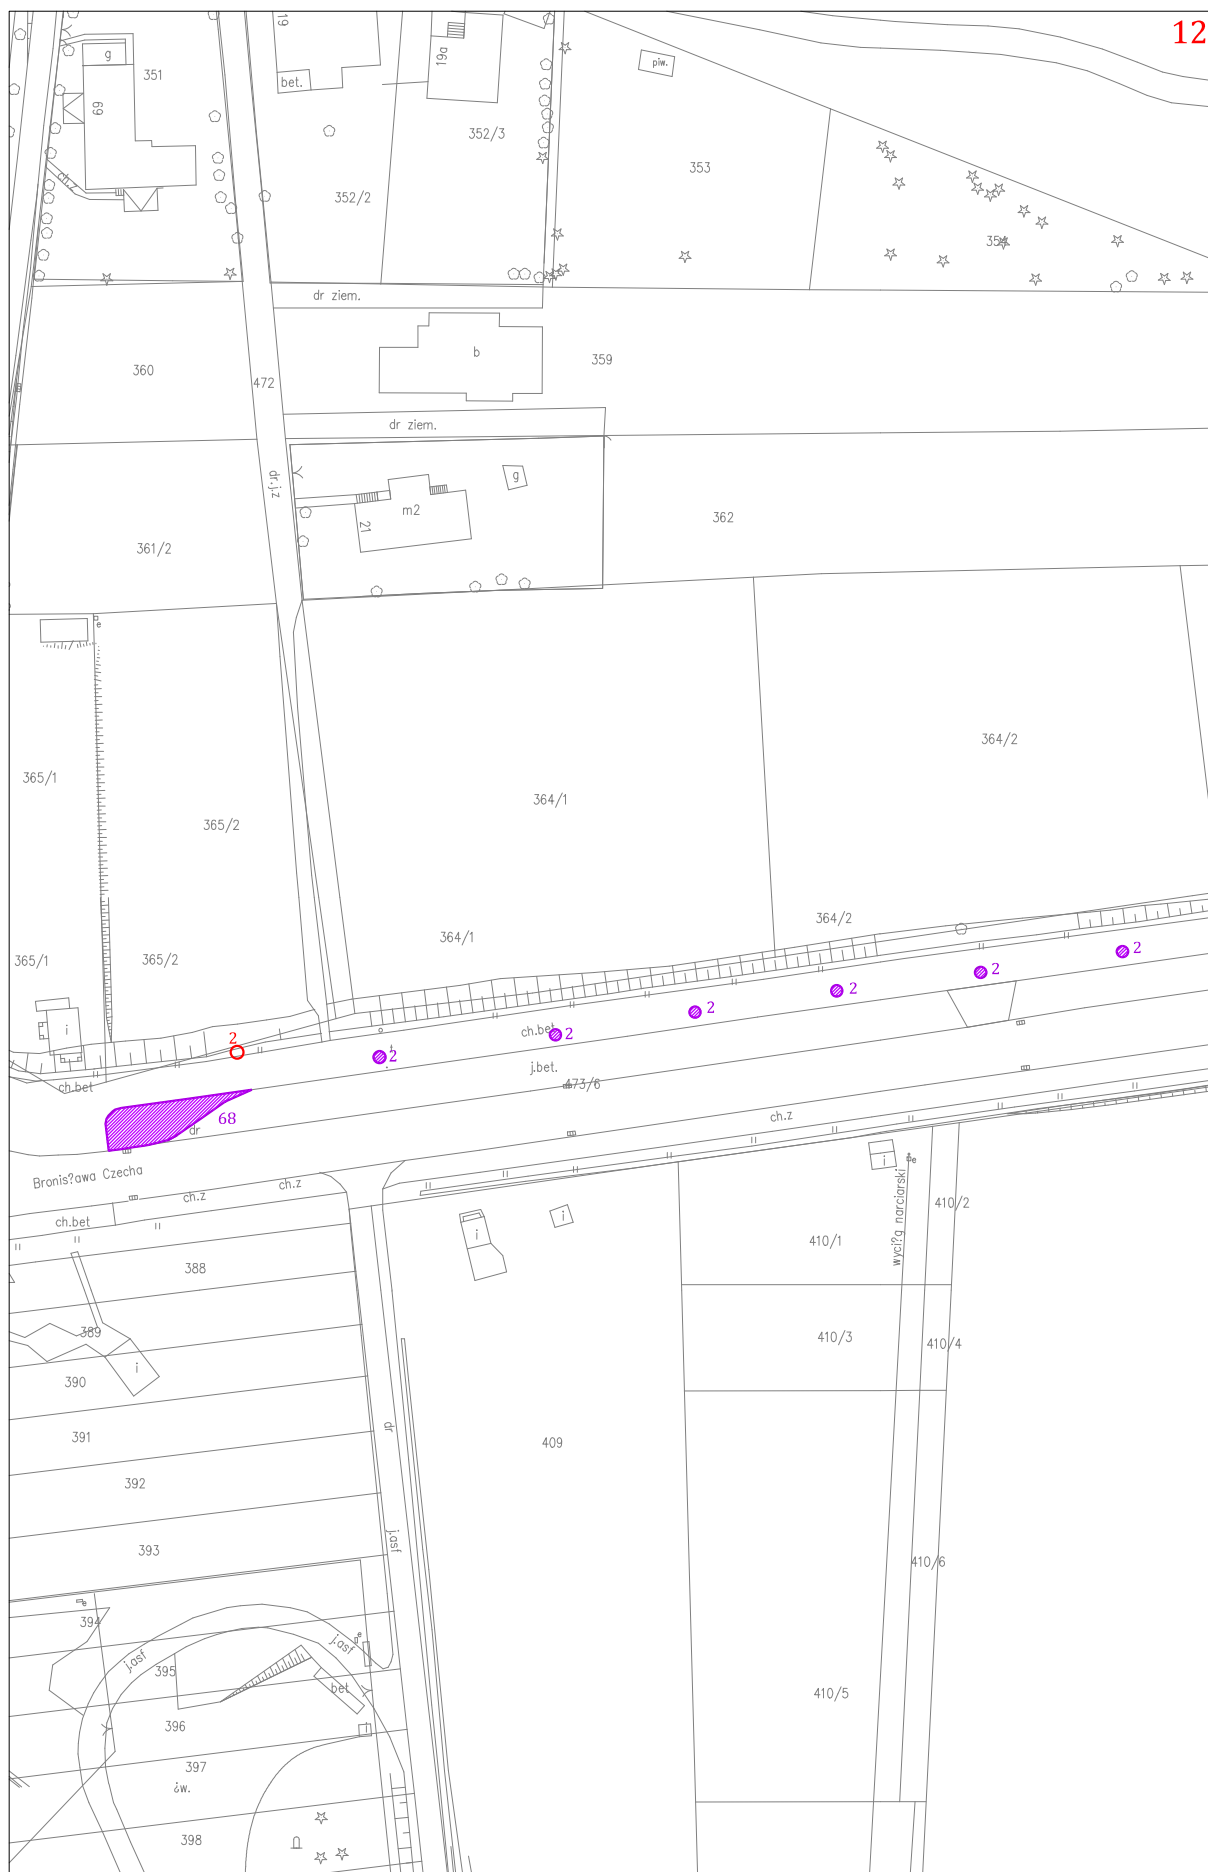 12
19
19a
g
351
bet.
piw.
69
352/3
353
ch.z
352/2
354
dr ziem.
b
359
360
472
dr ziem.
dr.j.z
g
m2
21
362
361/2
e
364/2
365/1
364/1
365/2
364/2
364/1
365/1
365/2
2
2
i
2
2
2
ch.bet
2
2
j.bet.
ch.bet
473/6
68
ch.z
dr
i
e
Bronis?awa Czecha
ch.z
ch.z
wyci?g narciarski
410/2
ch.bet
i
i
410/1
388
389
410/3
410/4
i
390
dr
391
409
392
j.asf
393
410/6
e
394
e
j.asf
j.asf
395
bet
410/5
396
i
397
¿w.
398